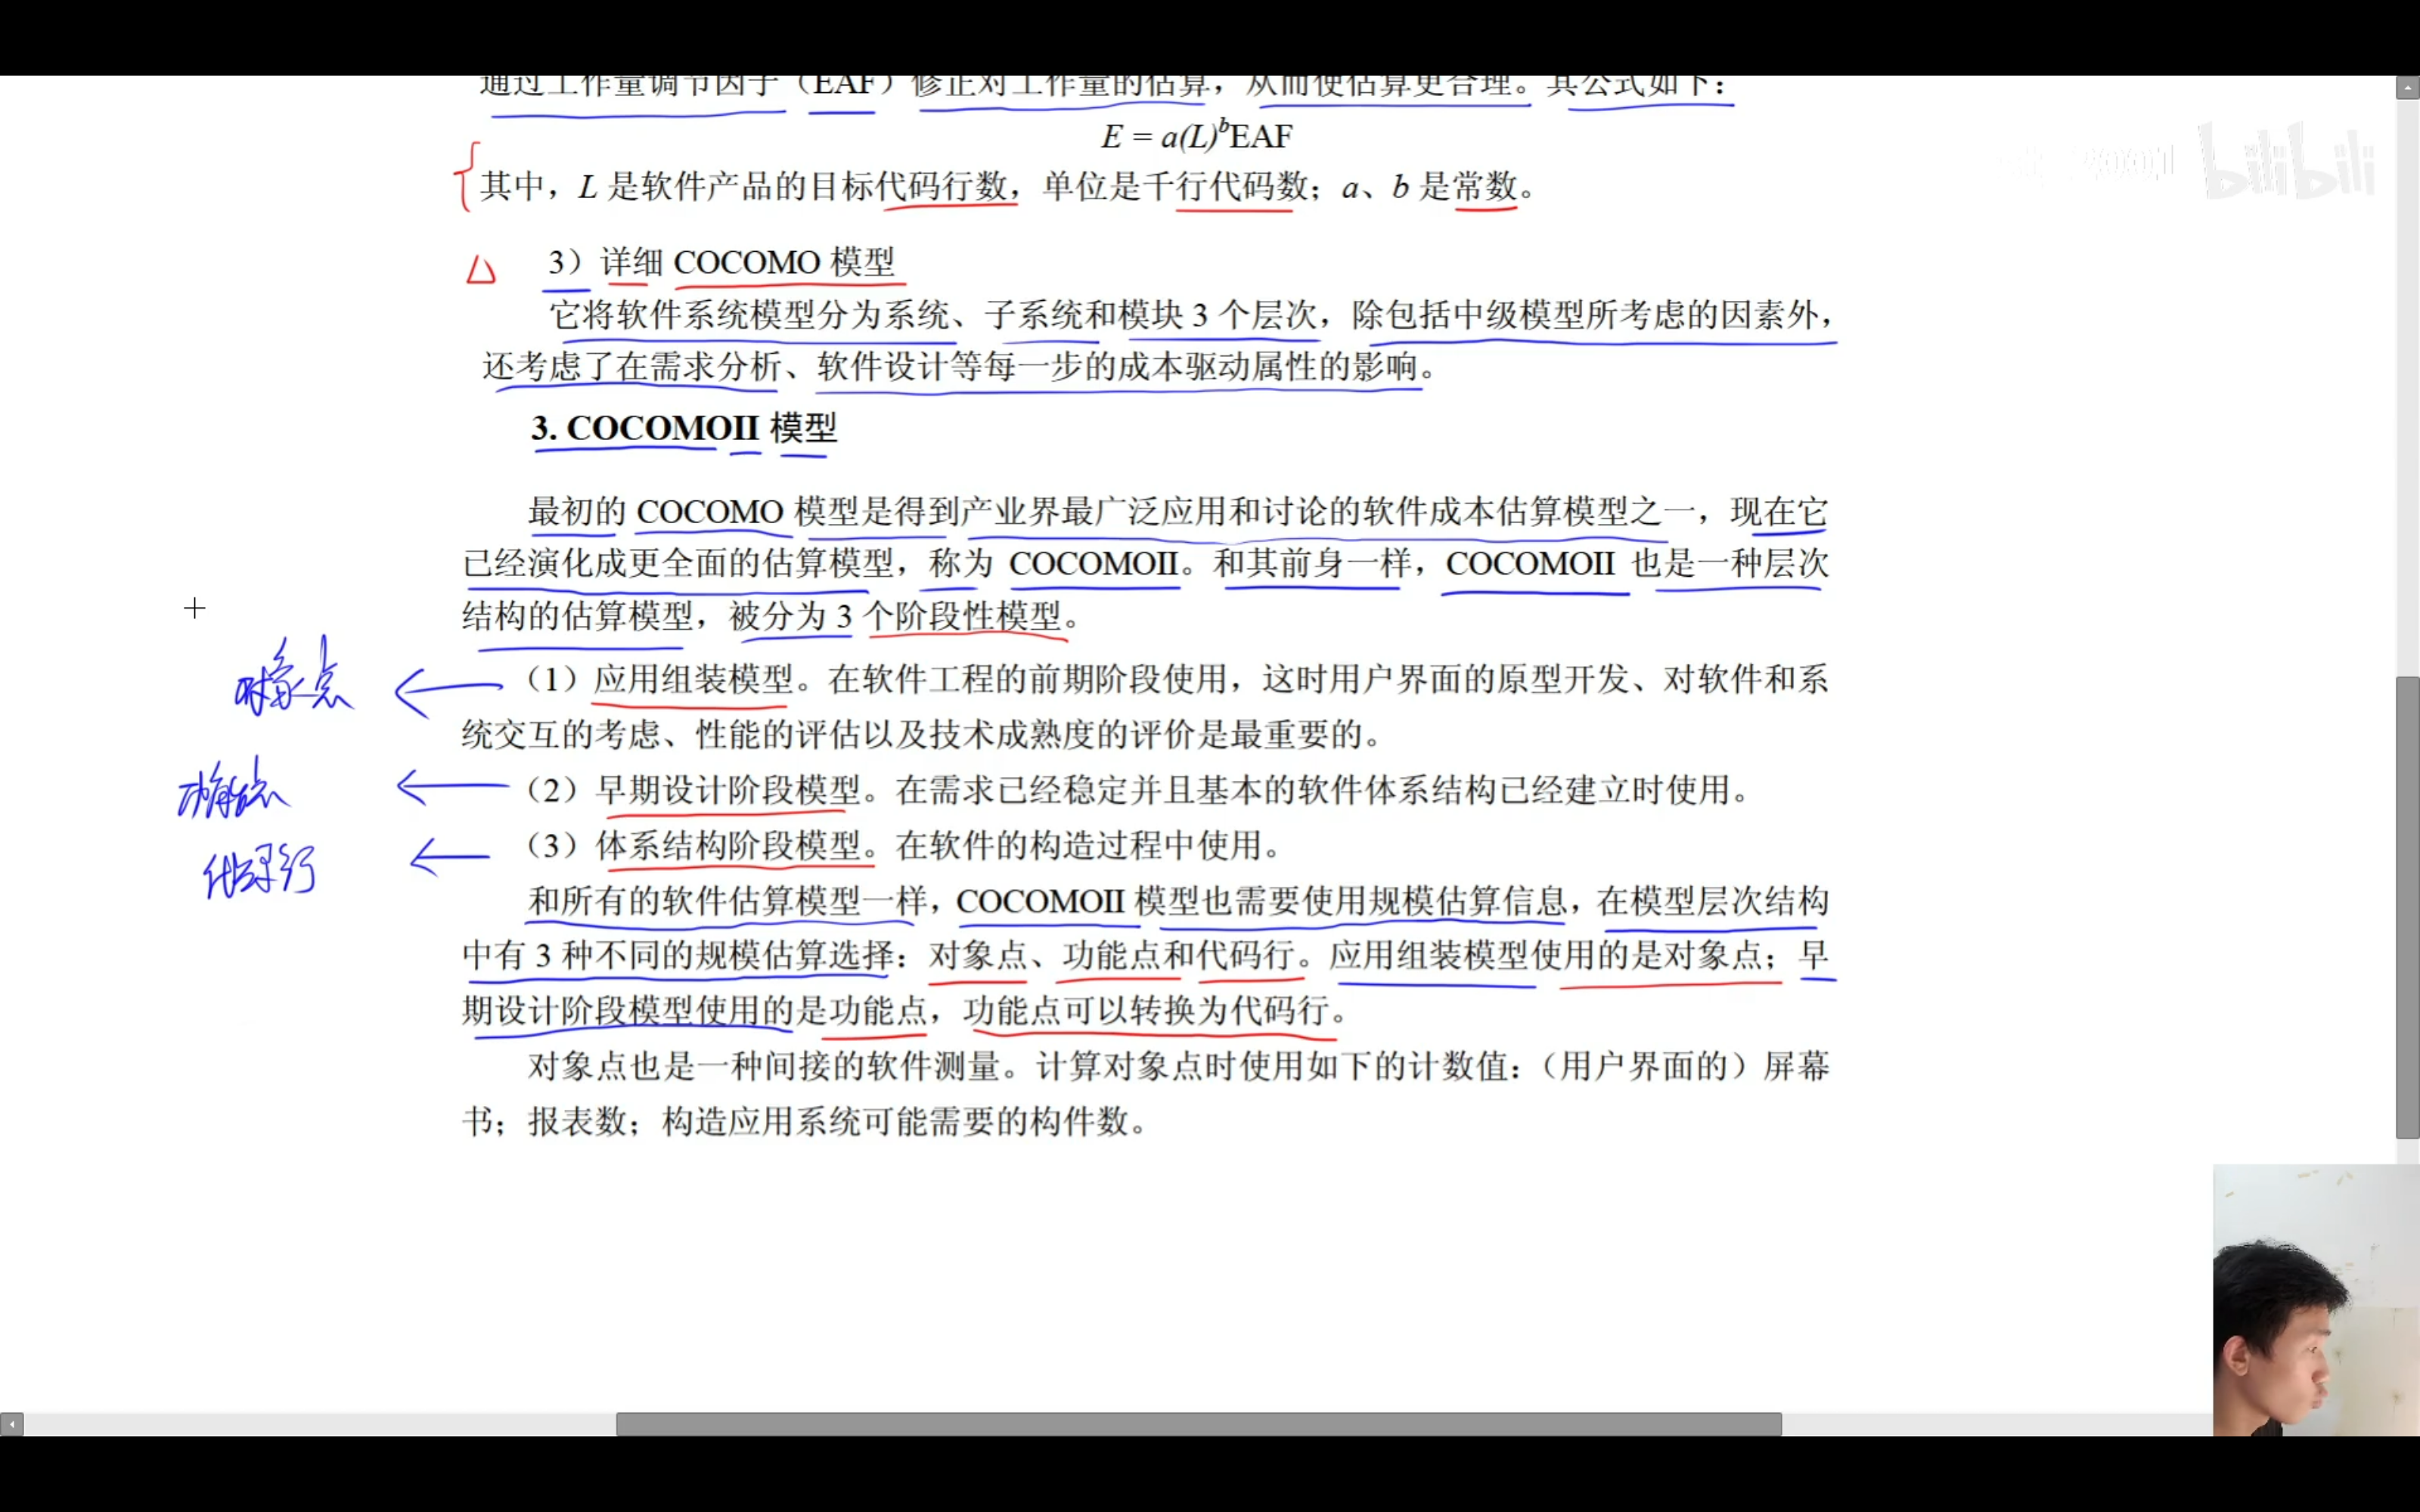 通过工作量调节因子（EAF）修正对工作量的估算，从而使估算更合理。其公式如下：
E = a(L)^b EAF
其中，L 是软件产品的目标代码行数，单位是千行代码数；a、b 是常数。
3）详细 COCOMO 模型
它将软件系统模型分为系统、子系统和模块 3 个层次，除包括中级模型所考虑的因素外，
还考虑了在需求分析、软件设计等每一步的成本驱动属性的影响。
3. COCOMOII 模型
最初的 COCOMO 模型是得到产业界最广泛应用和讨论的软件成本估算模型之一，现在它
已经演化成更全面的估算模型，称为 COCOMOII。和其前身一样，COCOMOII 也是一种层次
结构的估算模型，被分为 3 个阶段性模型。
对象点
（1）应用组装模型。在软件工程的前期阶段使用，这时用户界面的原型开发、对软件和系
统交互的考虑、性能的评估以及技术成熟度的评价是最重要的。
功能点
（2）早期设计阶段模型。在需求已经稳定并且基本的软件体系结构已经建立时使用。
代码行
（3）体系结构阶段模型。在软件的构造过程中使用。
和所有的软件估算模型一样，COCOMOII 模型也需要使用规模估算信息，在模型层次结构
中有 3 种不同的规模估算选择：对象点、功能点和代码行。应用组装模型使用的是对象点；早
期设计阶段模型使用的是功能点，功能点可以转换为代码行。
对象点也是一种间接的软件测量。计算对象点时使用如下的计数值：（用户界面的）屏幕
书；报表数；构造应用系统可能需要的构件数。
bilibili